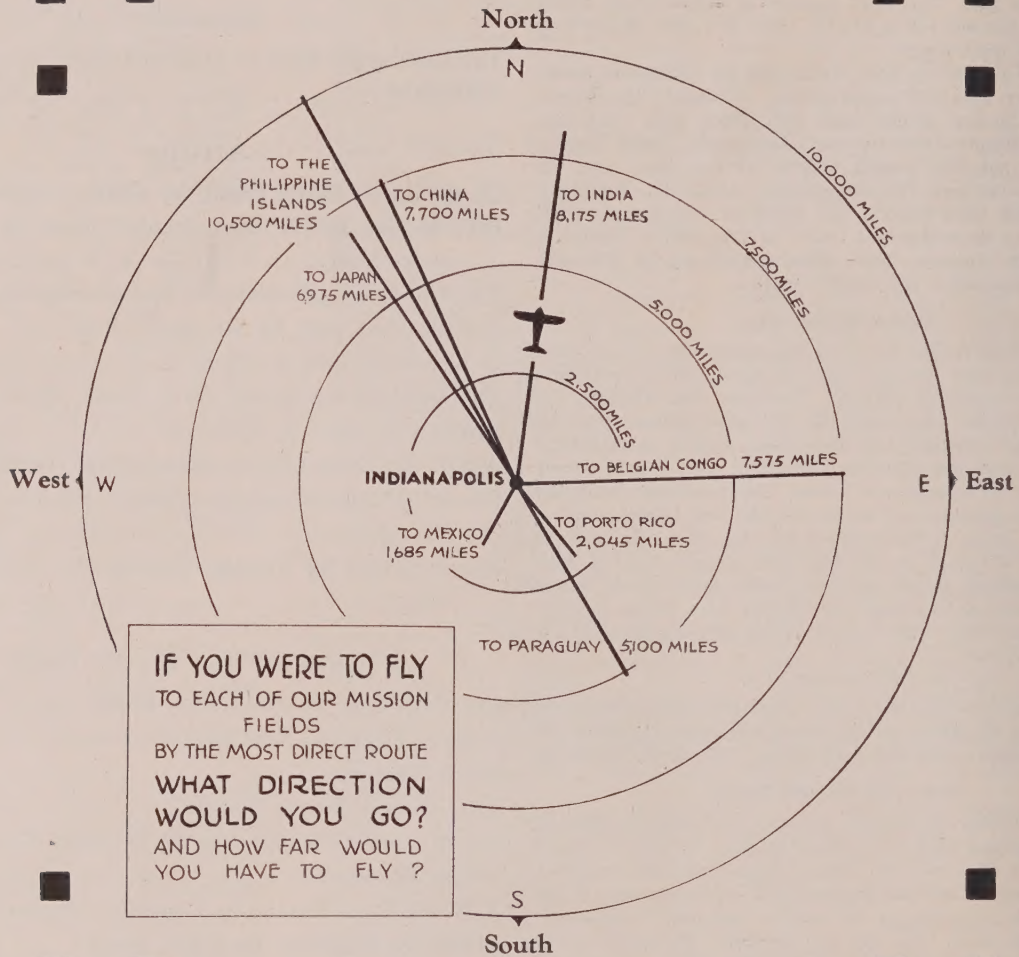 North
N
10,000 MILES
TO THE
PHILIPPINE
ISLANDS
10,500 MILES
TO CHINA
7,700 MILES
TO INDIA
8,175 MILES
7,500 MILES
TO JAPAN
6,975 MILES
5,000 MILES
2,500 MILES
TO BELGIAN CONGO 7,575 MILES
West W
INDIANAPOLIS
E East
TO MEXICO
1,685 MILES
TO PORTO RICO
2,045 MILES
TO PARAGUAY 5,100 MILES
IF YOU WERE TO FLY
TO EACH OF OUR MISSION
FIELDS
BY THE MOST DIRECT ROUTE
WHAT DIRECTION
WOULD YOU GO?
AND HOW FAR WOULD
YOU HAVE TO FLY ?
S
South